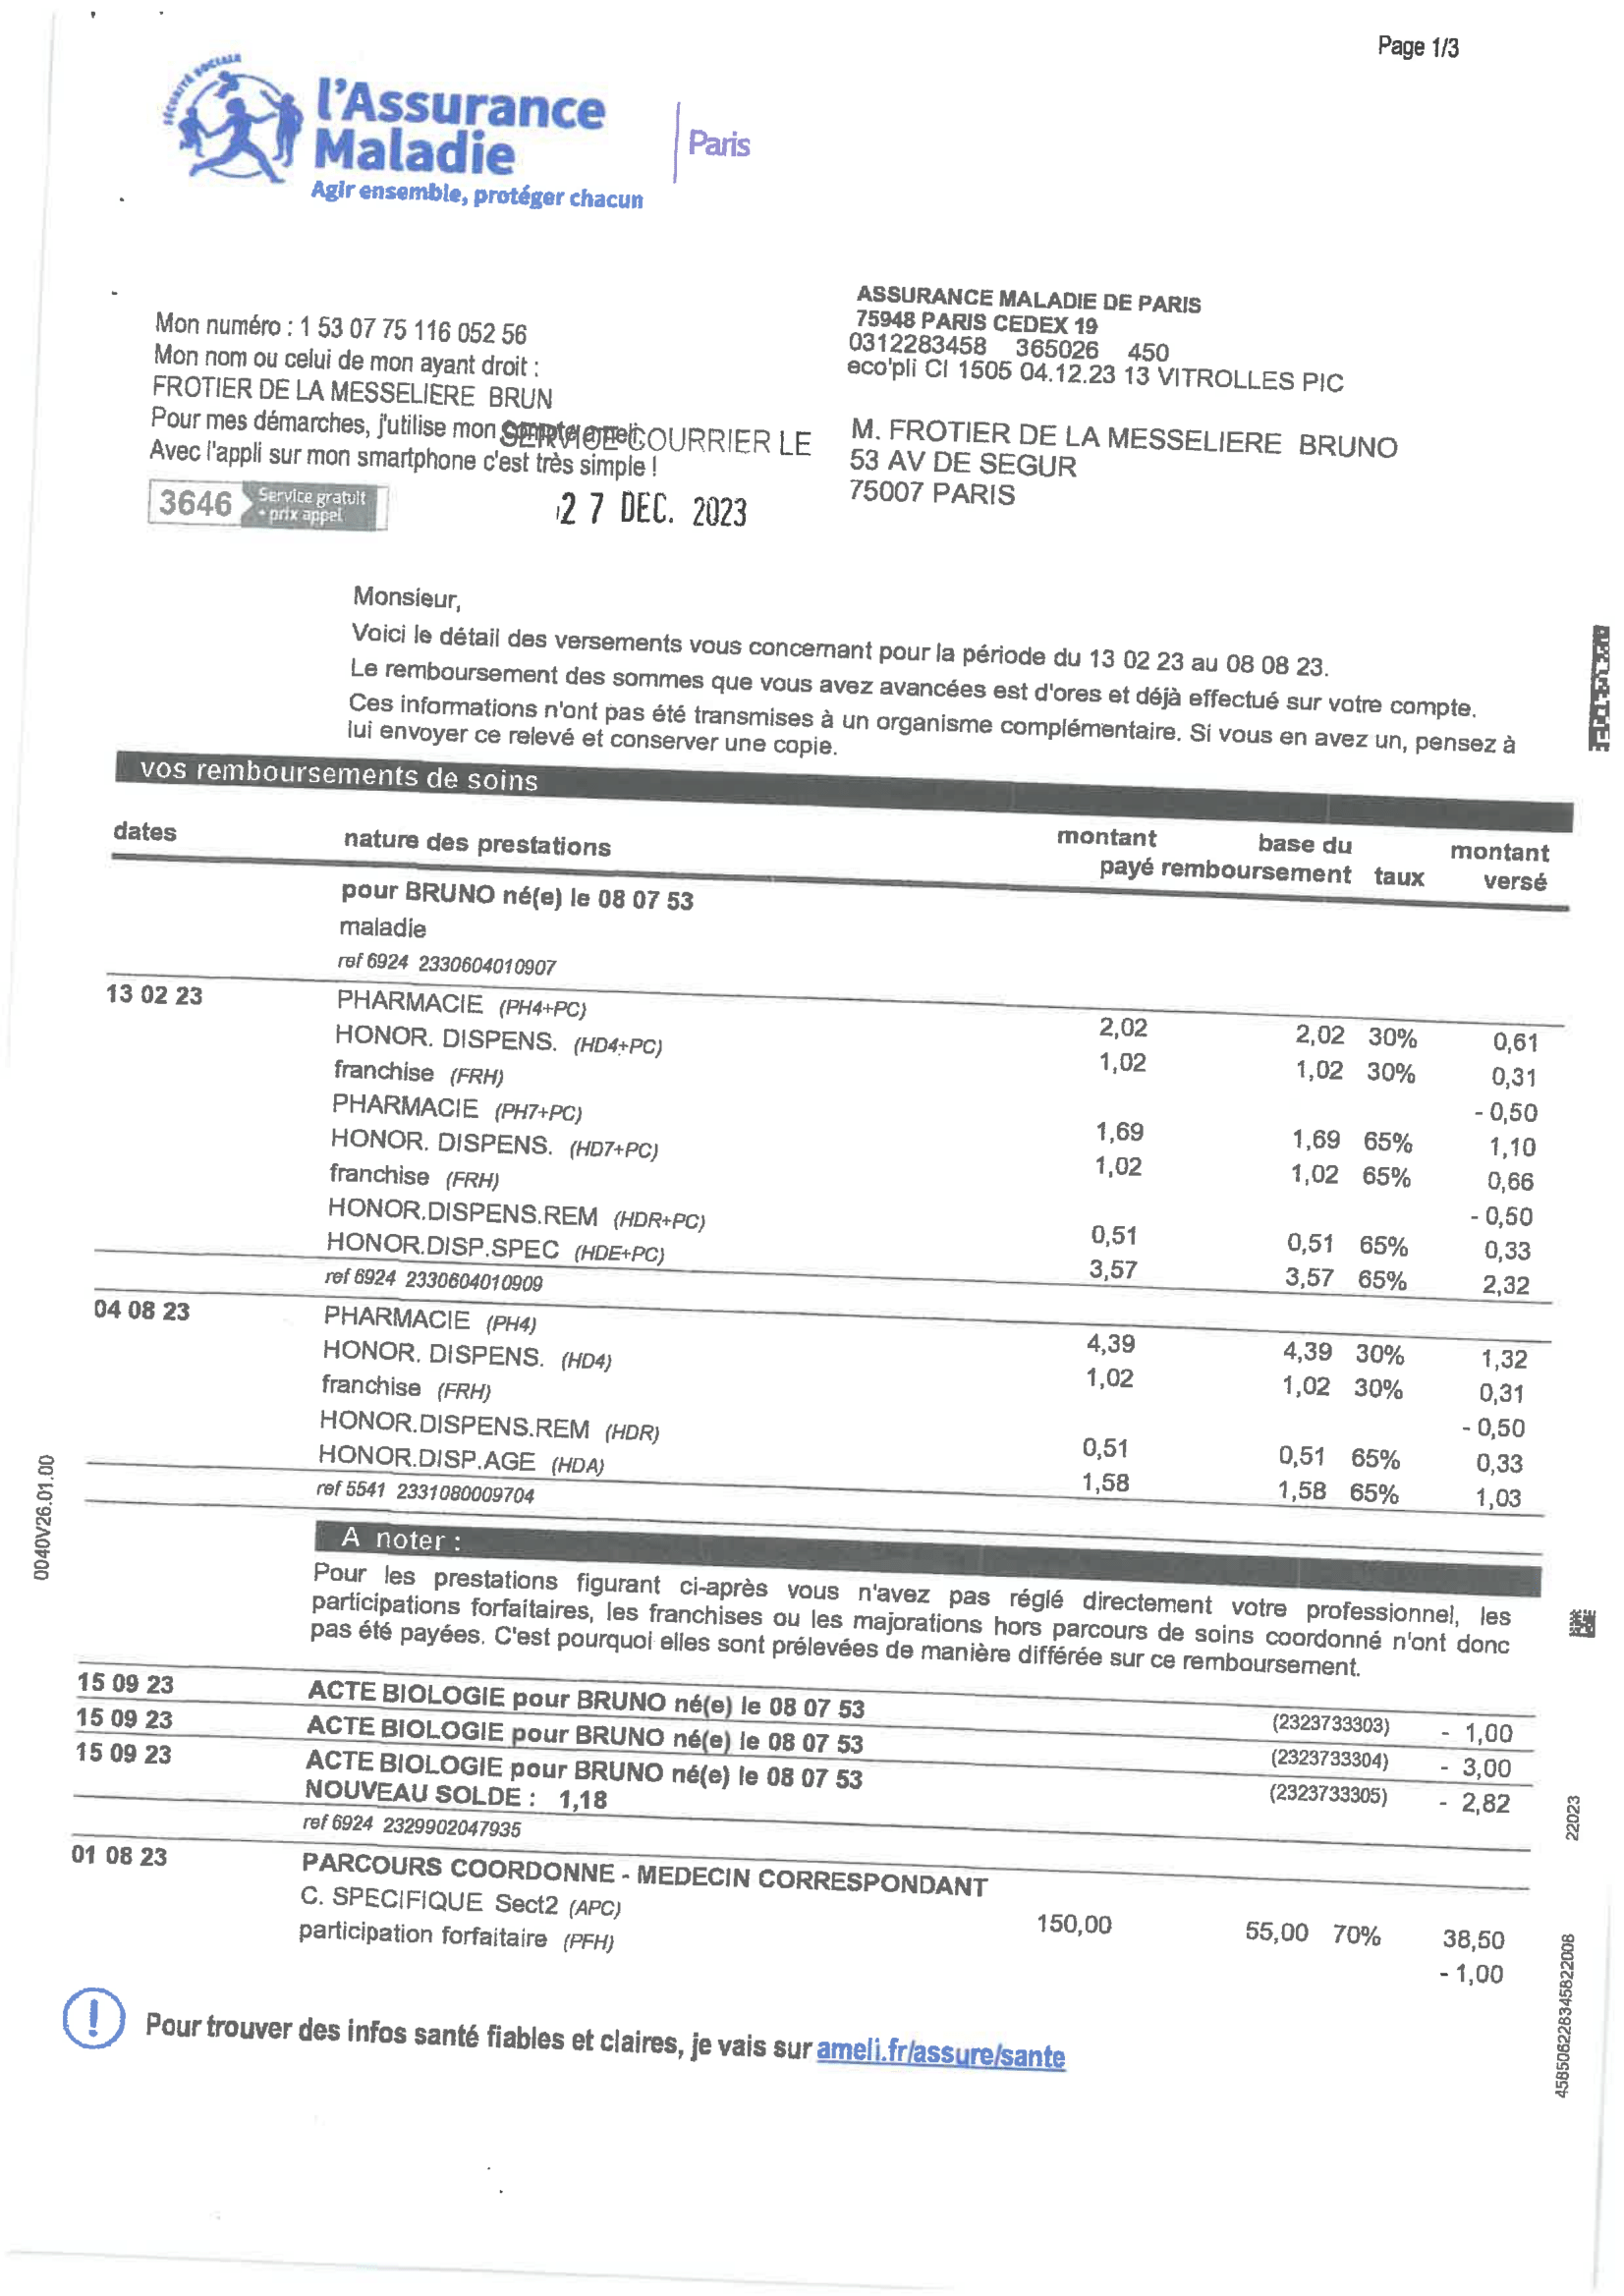 Page 1/3
SÉCURITÉ SOCIALE
l'Assurance
Maladie
Agir ensemble, protéger chacun
Paris
ASSURANCE MALADIE DE PARIS
75948 PARIS CEDEX 19
0312283458 365026 450
eco'pli CI 1505 04.12.23 13 VITROLLES PIC
Mon numéro : 1 53 07 75 116 052 56
Mon nom ou celui de mon ayant droit :
FROTIER DE LA MESSELIERE BRUN
Pour mes démarches, j'utilise mon compte ameli
Avec l'appli sur mon smartphone c'est très simple !
SERVICE COURRIER LE
27 DEC. 2023
3646 Service gratuit
+ prix appel
M. FROTIER DE LA MESSELIERE BRUNO
53 AV DE SEGUR
75007 PARIS
Monsieur,
Voici le détail des versements vous concernant pour la période du 13 02 23 au 08 08 23.
Le remboursement des sommes que vous avez avancées est d'ores et déjà effectué sur votre compte.
Ces informations n'ont pas été transmises à un organisme complémentaire. Si vous en avez un, pensez à
lui envoyer ce relevé et conserver une copie.
vos remboursements de soins
dates nature des prestations montant payé base du remboursement taux montant versé
pour BRUNO né(e) le 08 07 53
maladie
ref 6924 2330604010907
13 02 23 PHARMACIE (PH4+PC) 2,02 2,02 30% 0,61
HONOR. DISPENS. (HD4+PC) 1,02 1,02 30% 0,31
franchise (FRH) - 0,50
PHARMACIE (PH7+PC) 1,69 1,69 65% 1,10
HONOR. DISPENS. (HD7+PC) 1,02 1,02 65% 0,66
franchise (FRH) - 0,50
HONOR.DISPENS.REM (HDR+PC) 0,51 0,51 65% 0,33
HONOR.DISP.SPEC (HDE+PC) 3,57 3,57 65% 2,32
ref 6924 2330604010909
04 08 23 PHARMACIE (PH4) 4,39 4,39 30% 1,32
HONOR. DISPENS. (HD4) 1,02 1,02 30% 0,31
franchise (FRH) - 0,50
HONOR.DISPENS.REM (HDR) 0,51 0,51 65% 0,33
HONOR.DISP.AGE (HDA) 1,58 1,58 65% 1,03
ref 5541 2331080009704
A noter :
Pour les prestations figurant ci-après vous n'avez pas réglé directement votre professionnel, les
participations forfaitaires, les franchises ou les majorations hors parcours de soins coordonné n'ont donc
pas été payées. C'est pourquoi elles sont prélevées de manière différée sur ce remboursement.
15 09 23 ACTE BIOLOGIE pour BRUNO né(e) le 08 07 53 (2323733303) - 1,00
15 09 23 ACTE BIOLOGIE pour BRUNO né(e) le 08 07 53 (2323733304) - 3,00
15 09 23 ACTE BIOLOGIE pour BRUNO né(e) le 08 07 53 (2323733305) - 2,82
NOUVEAU SOLDE : 1,18
ref 6924 2329902047935
01 08 23 PARCOURS COORDONNE - MEDECIN CORRESPONDANT
C. SPECIFIQUE Sect2 (APC) 150,00 55,00 70% 38,50
participation forfaitaire (PFH) - 1,00
Pour trouver des infos santé fiables et claires, je vais sur ameli.fr/assure/sante
0040V26.01.00
22023
4585082283458​22008